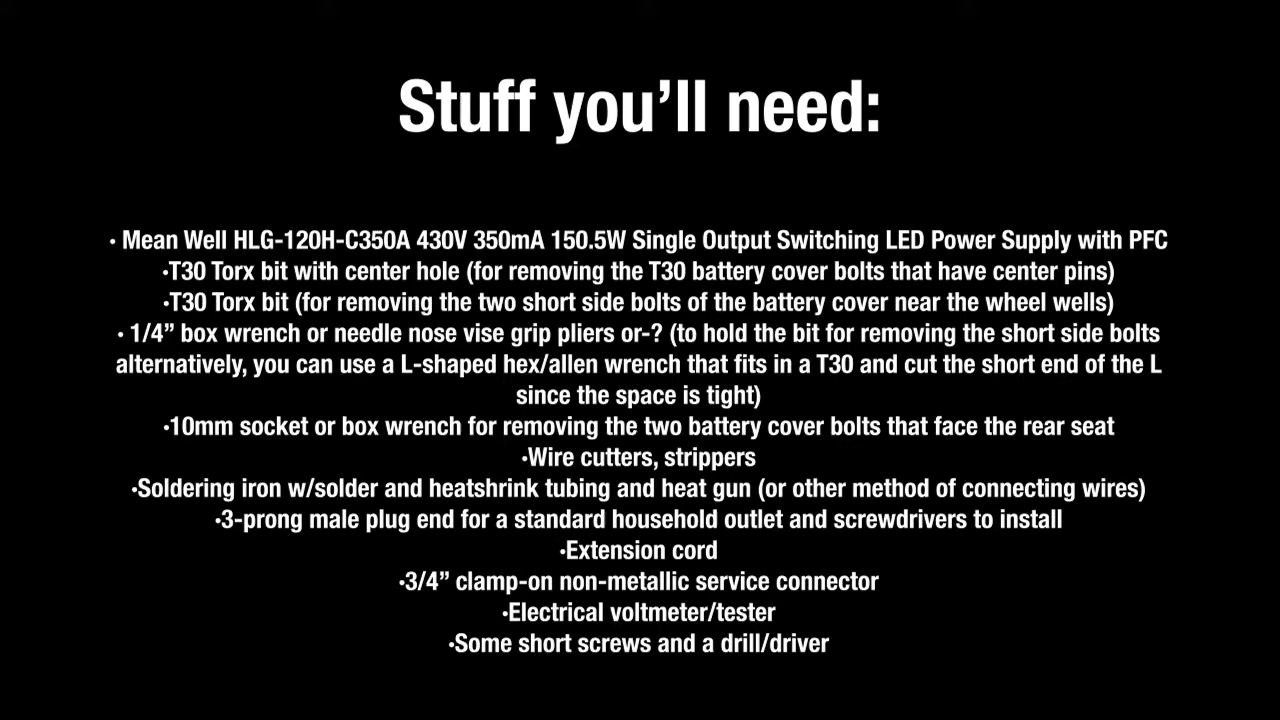 Stuff you’ll need:
• Mean Well HLG-120H-C350A 430V 350mA 150.5W Single Output Switching LED Power Supply with PFC
•T30 Torx bit with center hole (for removing the T30 battery cover bolts that have center pins)
•T30 Torx bit (for removing the two short side bolts of the battery cover near the wheel wells)
• 1/4” box wrench or needle nose vise grip pliers or-? (to hold the bit for removing the short side bolts
alternatively, you can use a L-shaped hex/allen wrench that fits in a T30 and cut the short end of the L
since the space is tight)
•10mm socket or box wrench for removing the two battery cover bolts that face the rear seat
•Wire cutters, strippers
•Soldering iron w/solder and heatshrink tubing and heat gun (or other method of connecting wires)
•3-prong male plug end for a standard household outlet and screwdrivers to install
•Extension cord
•3/4” clamp-on non-metallic service connector
•Electrical voltmeter/tester
•Some short screws and a drill/driver